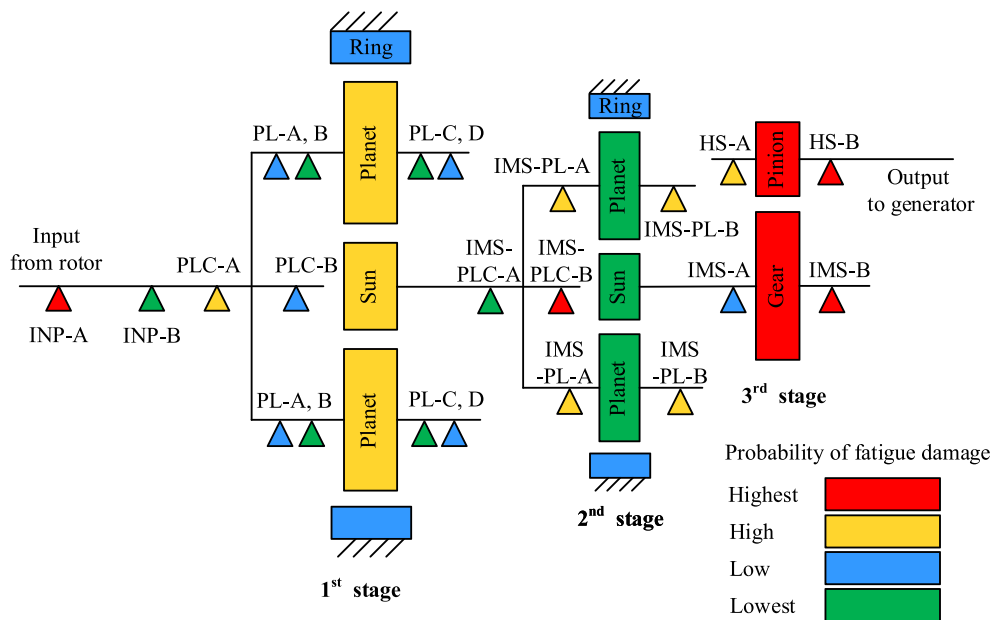 Ring
Planet
PL-A, B
PL-C, D
Input
from rotor
INP-A
INP-B
PLC-A
PLC-B
Sun
PL-A, B
PL-C, D
Planet
1st stage
Ring
IMS-PL-A
Planet
IMS-PL-B
IMS-
PLC-A
IMS-
PLC-B
Sun
IMS
-PL-A
Planet
IMS
-PL-B
2nd stage
HS-A
Pinion
HS-B
Output
to generator
IMS-A
Gear
IMS-B
3rd stage
Probability of fatigue damage
Highest
High
Low
Lowest